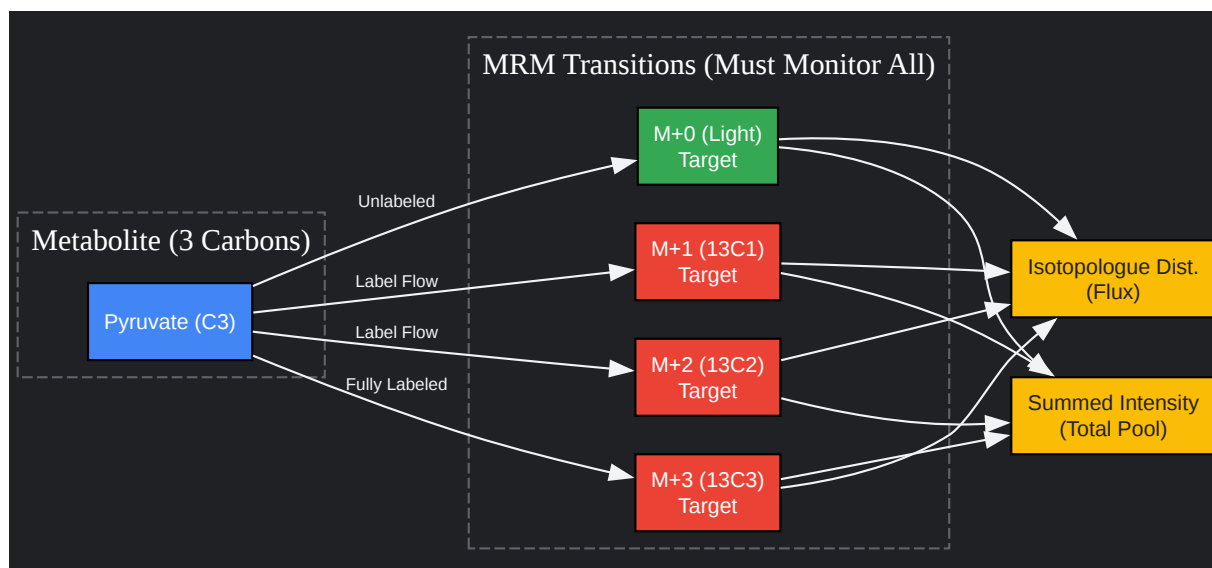 MRM Transitions (Must Monitor All)
M+0 (Light)
Target
Unlabeled
Metabolite (3 Carbons)
Pyruvate (C3)
Label Flow
M+1 (13C1)
Target
Label Flow
M+2 (13C2)
Target
Fully Labeled
M+3 (13C3)
Target
Isotopologue Dist.
(Flux)
Summed Intensity
(Total Pool)